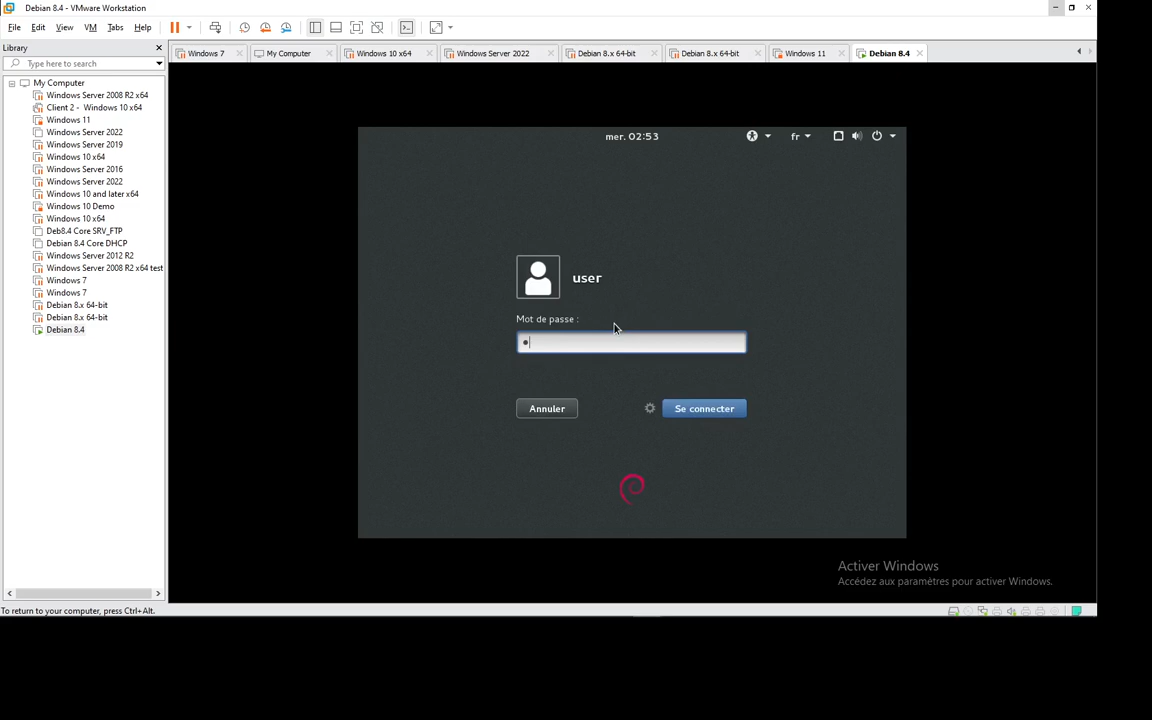 Debian 8.4 - VMware Workstation
File Edit View VM Tabs Help
Library
Type here to search
My Computer
Windows Server 2008 R2 x64
Client 2 - Windows 10 x64
Windows 11
Windows Server 2022
Windows Server 2019
Windows 10 x64
Windows Server 2016
Windows Server 2022
Windows 10 and later x64
Windows 10 Demo
Windows 10 x64
Deb8.4 Core SRV_FTP
Debian 8.4 Core DHCP
Windows Server 2012 R2
Windows Server 2008 R2 x64 test
Windows 7
Windows 7
Debian 8.x 64-bit
Debian 8.x 64-bit
Debian 8.4
Windows 7 My Computer Windows 10 x64 Windows Server 2022 Debian 8.x 64-bit Debian 8.x 64-bit Windows 11 Debian 8.4
mer. 02:53 fr
user
Mot de passe :
Annuler Se connecter
Activer Windows
Accédez aux paramètres pour activer Windows.
To return to your computer, press Ctrl+Alt.